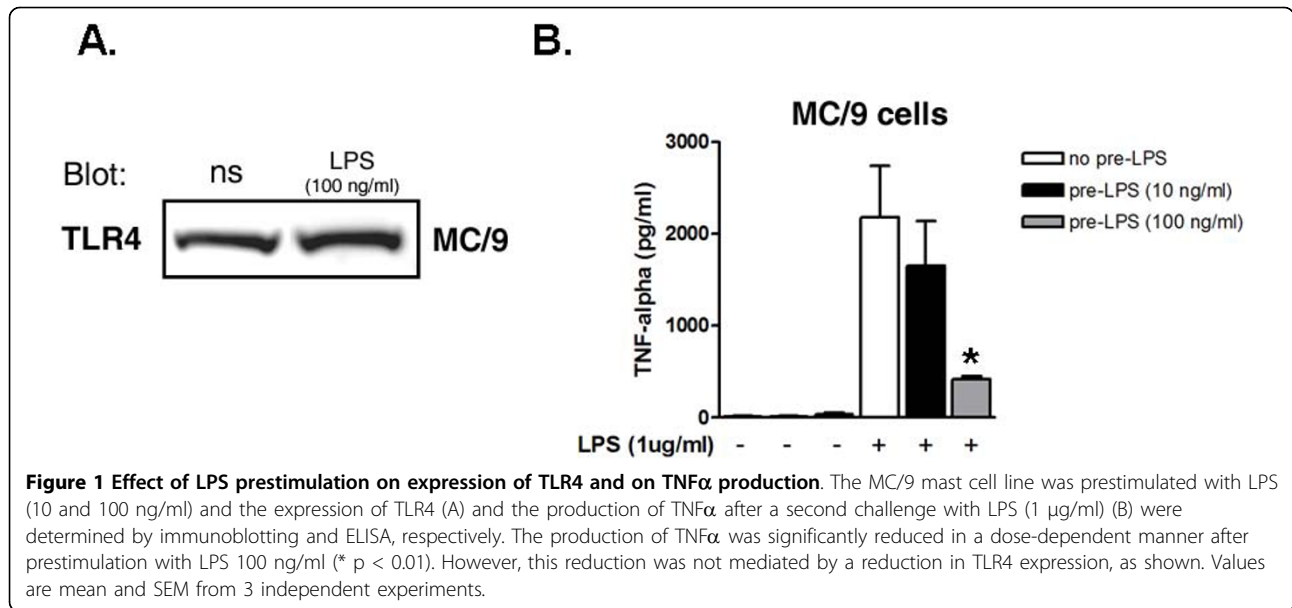 A.
B.
Blot:
ns
LPS
(100 ng/ml)
TLR4
MC/9
MC/9 cells
3000
2000
1000
0
TNF-alpha (pg/ml)
*
no pre-LPS
pre-LPS (10 ng/ml)
pre-LPS (100 ng/ml)
LPS (1ug/ml) - - - + + +
Figure 1 Effect of LPS prestimulation on expression of TLR4 and on TNFα production. The MC/9 mast cell line was prestimulated with LPS
(10 and 100 ng/ml) and the expression of TLR4 (A) and the production of TNFα after a second challenge with LPS (1 μg/ml) (B) were
determined by immunoblotting and ELISA, respectively. The production of TNFα was significantly reduced in a dose-dependent manner after
prestimulation with LPS 100 ng/ml (* p < 0.01). However, this reduction was not mediated by a reduction in TLR4 expression, as shown. Values
are mean and SEM from 3 independent experiments.